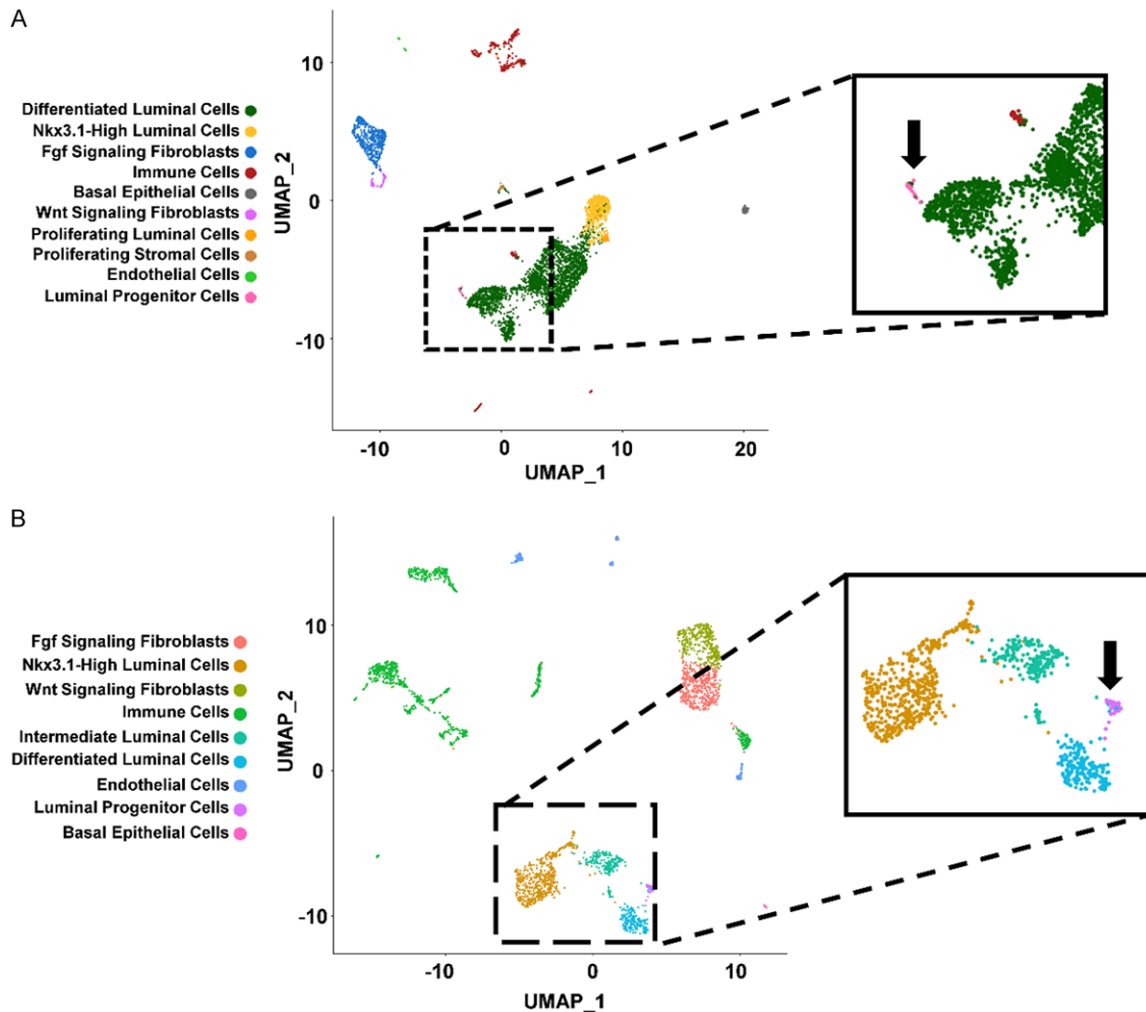 A
Differentiated Luminal Cells
Nkx3.1-High Luminal Cells
Fgf Signaling Fibroblasts
Immune Cells
Basal Epithelial Cells
Wnt Signaling Fibroblasts
Proliferating Luminal Cells
Proliferating Stromal Cells
Endothelial Cells
Luminal Progenitor Cells
UMAP_2
10
0
-10
-10
0
10
20
UMAP_1
B
Fgf Signaling Fibroblasts
Nkx3.1-High Luminal Cells
Wnt Signaling Fibroblasts
Immune Cells
Intermediate Luminal Cells
Differentiated Luminal Cells
Endothelial Cells
Luminal Progenitor Cells
Basal Epithelial Cells
UMAP_2
10
0
-10
-10
0
10
UMAP_1